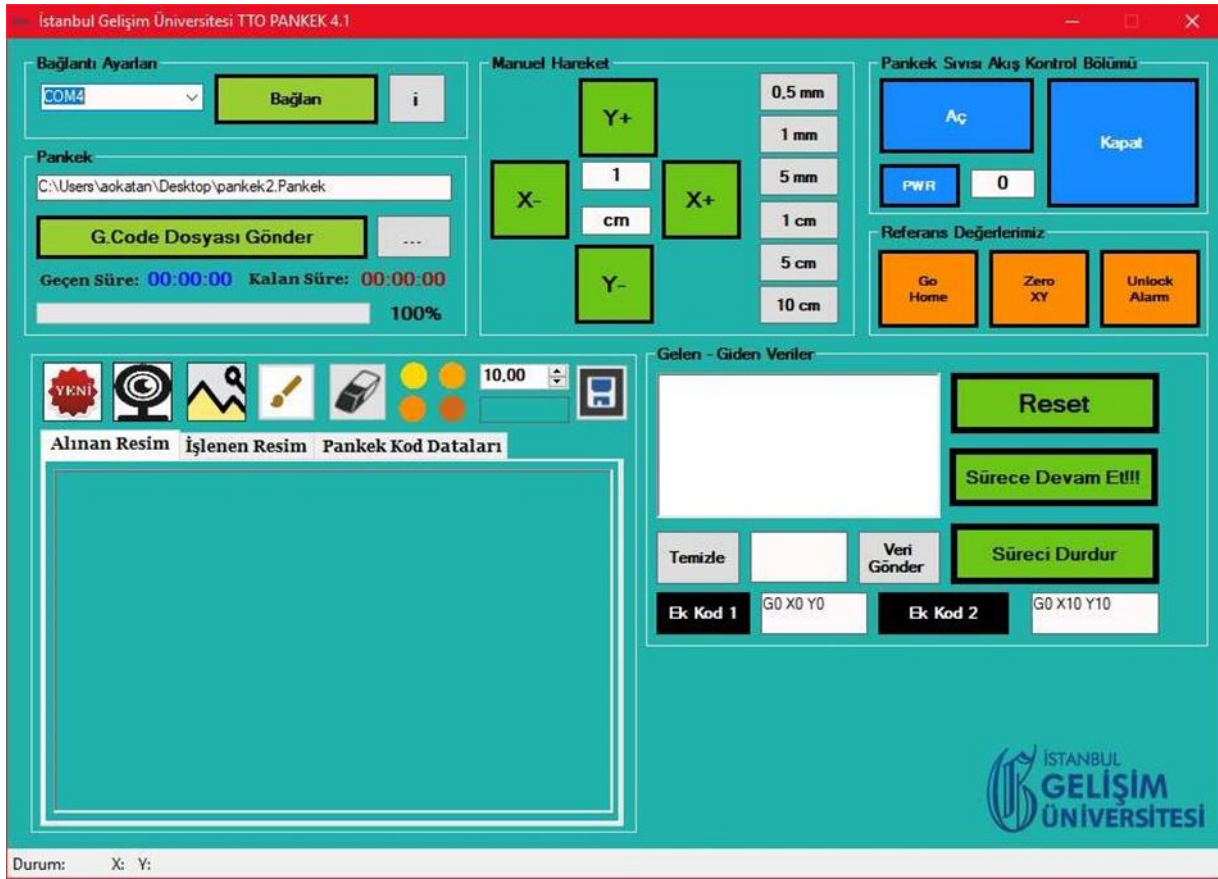 İstanbul Gelişim Üniversitesi TTO PANKEK 4.1
Bağlantı Ayarları
COM4
Bağlan
i
Pankek
C:\Users\aokatan\Desktop\pankek2.Pankek
G.Code Dosyası Gönder
...
Geçen Süre: 00:00:00 Kalan Süre: 00:00:00
100%
Manuel Hareket
Y+
X-
1
cm
X+
Y-
0,5 mm
1 mm
5 mm
1 cm
5 cm
10 cm
Pankek Sıvısı Akış Kontrol Bölümü
Aç
Kapat
PWR
0
Referans Değerlerimiz
Go
Home
Zero
XY
Unlock
Alarm
YENİ
10,00
Alınan Resim
İşlenen Resim
Pankek Kod Dataları
Gelen - Giden Veriler
Reset
Sürece Devam Et!!!
Temizle
Veri
Gönder
Süreci Durdur
Ek Kod 1
G0 X0 Y0
Ek Kod 2
G0 X10 Y10
İSTANBUL
GELİŞİM
ÜNİVERSİTESİ
Durum: X: Y: